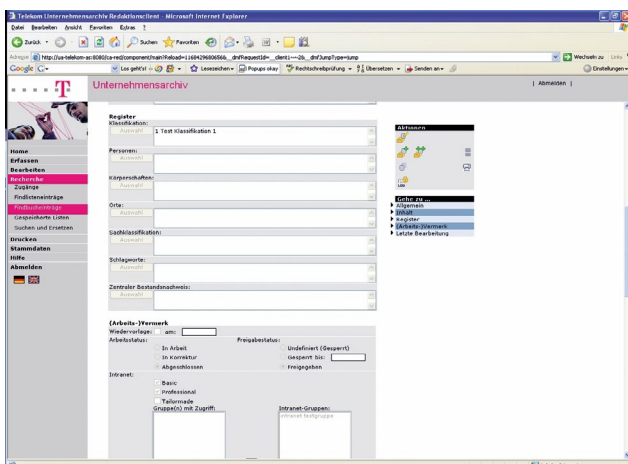 Telekom Unternehmensarchiv Redaktionsclient - Microsoft Internet Explorer
Datei Bearbeiten Ansicht Favoriten Extras ?
Zurück Suchen Favoriten
Adresse
Wechseln zu Links
Google Los geht's! Lesezeichen Popups okay Rechtschreibprüfung Übersetzen Senden an Einstellungen
T
Unternehmensarchiv
| Abmelden |
Home
Erfassen
Bearbeiten
Recherche
Zugänge
Findlisteneinträge
Findbucheinträge
Gespeicherte Listen
Suchen und Ersetzen
Drucken
Stammdaten
Hilfe
Abmelden
Register
Klassifikation:
Auswahl 1 Test Klassifikation 1
Personen:
Auswahl
Körperschaften:
Auswahl
Orte:
Auswahl
Sachklassifikation:
Auswahl
Schlagworte:
Auswahl
Zentraler Bestandsnachweis:
Auswahl
(Arbeits-)Vermerk
Wiedervorlage: am:
Arbeitsstatus: Freigabestatus:
In Arbeit Undefiniert (Gesperrt)
In Korrektur Gesperrt bis:
Abgeschlossen Freigegeben
Intranet:
Basic
Professional
Tailormade
Gruppe(n) mit Zugriff: Intranet-Gruppen:
intranet testgruppe
Aktionen
LOG
Gehe zu ...
Allgemein
Inhalt
Register
(Arbeits-)Vermerk
Letzte Bearbeitung